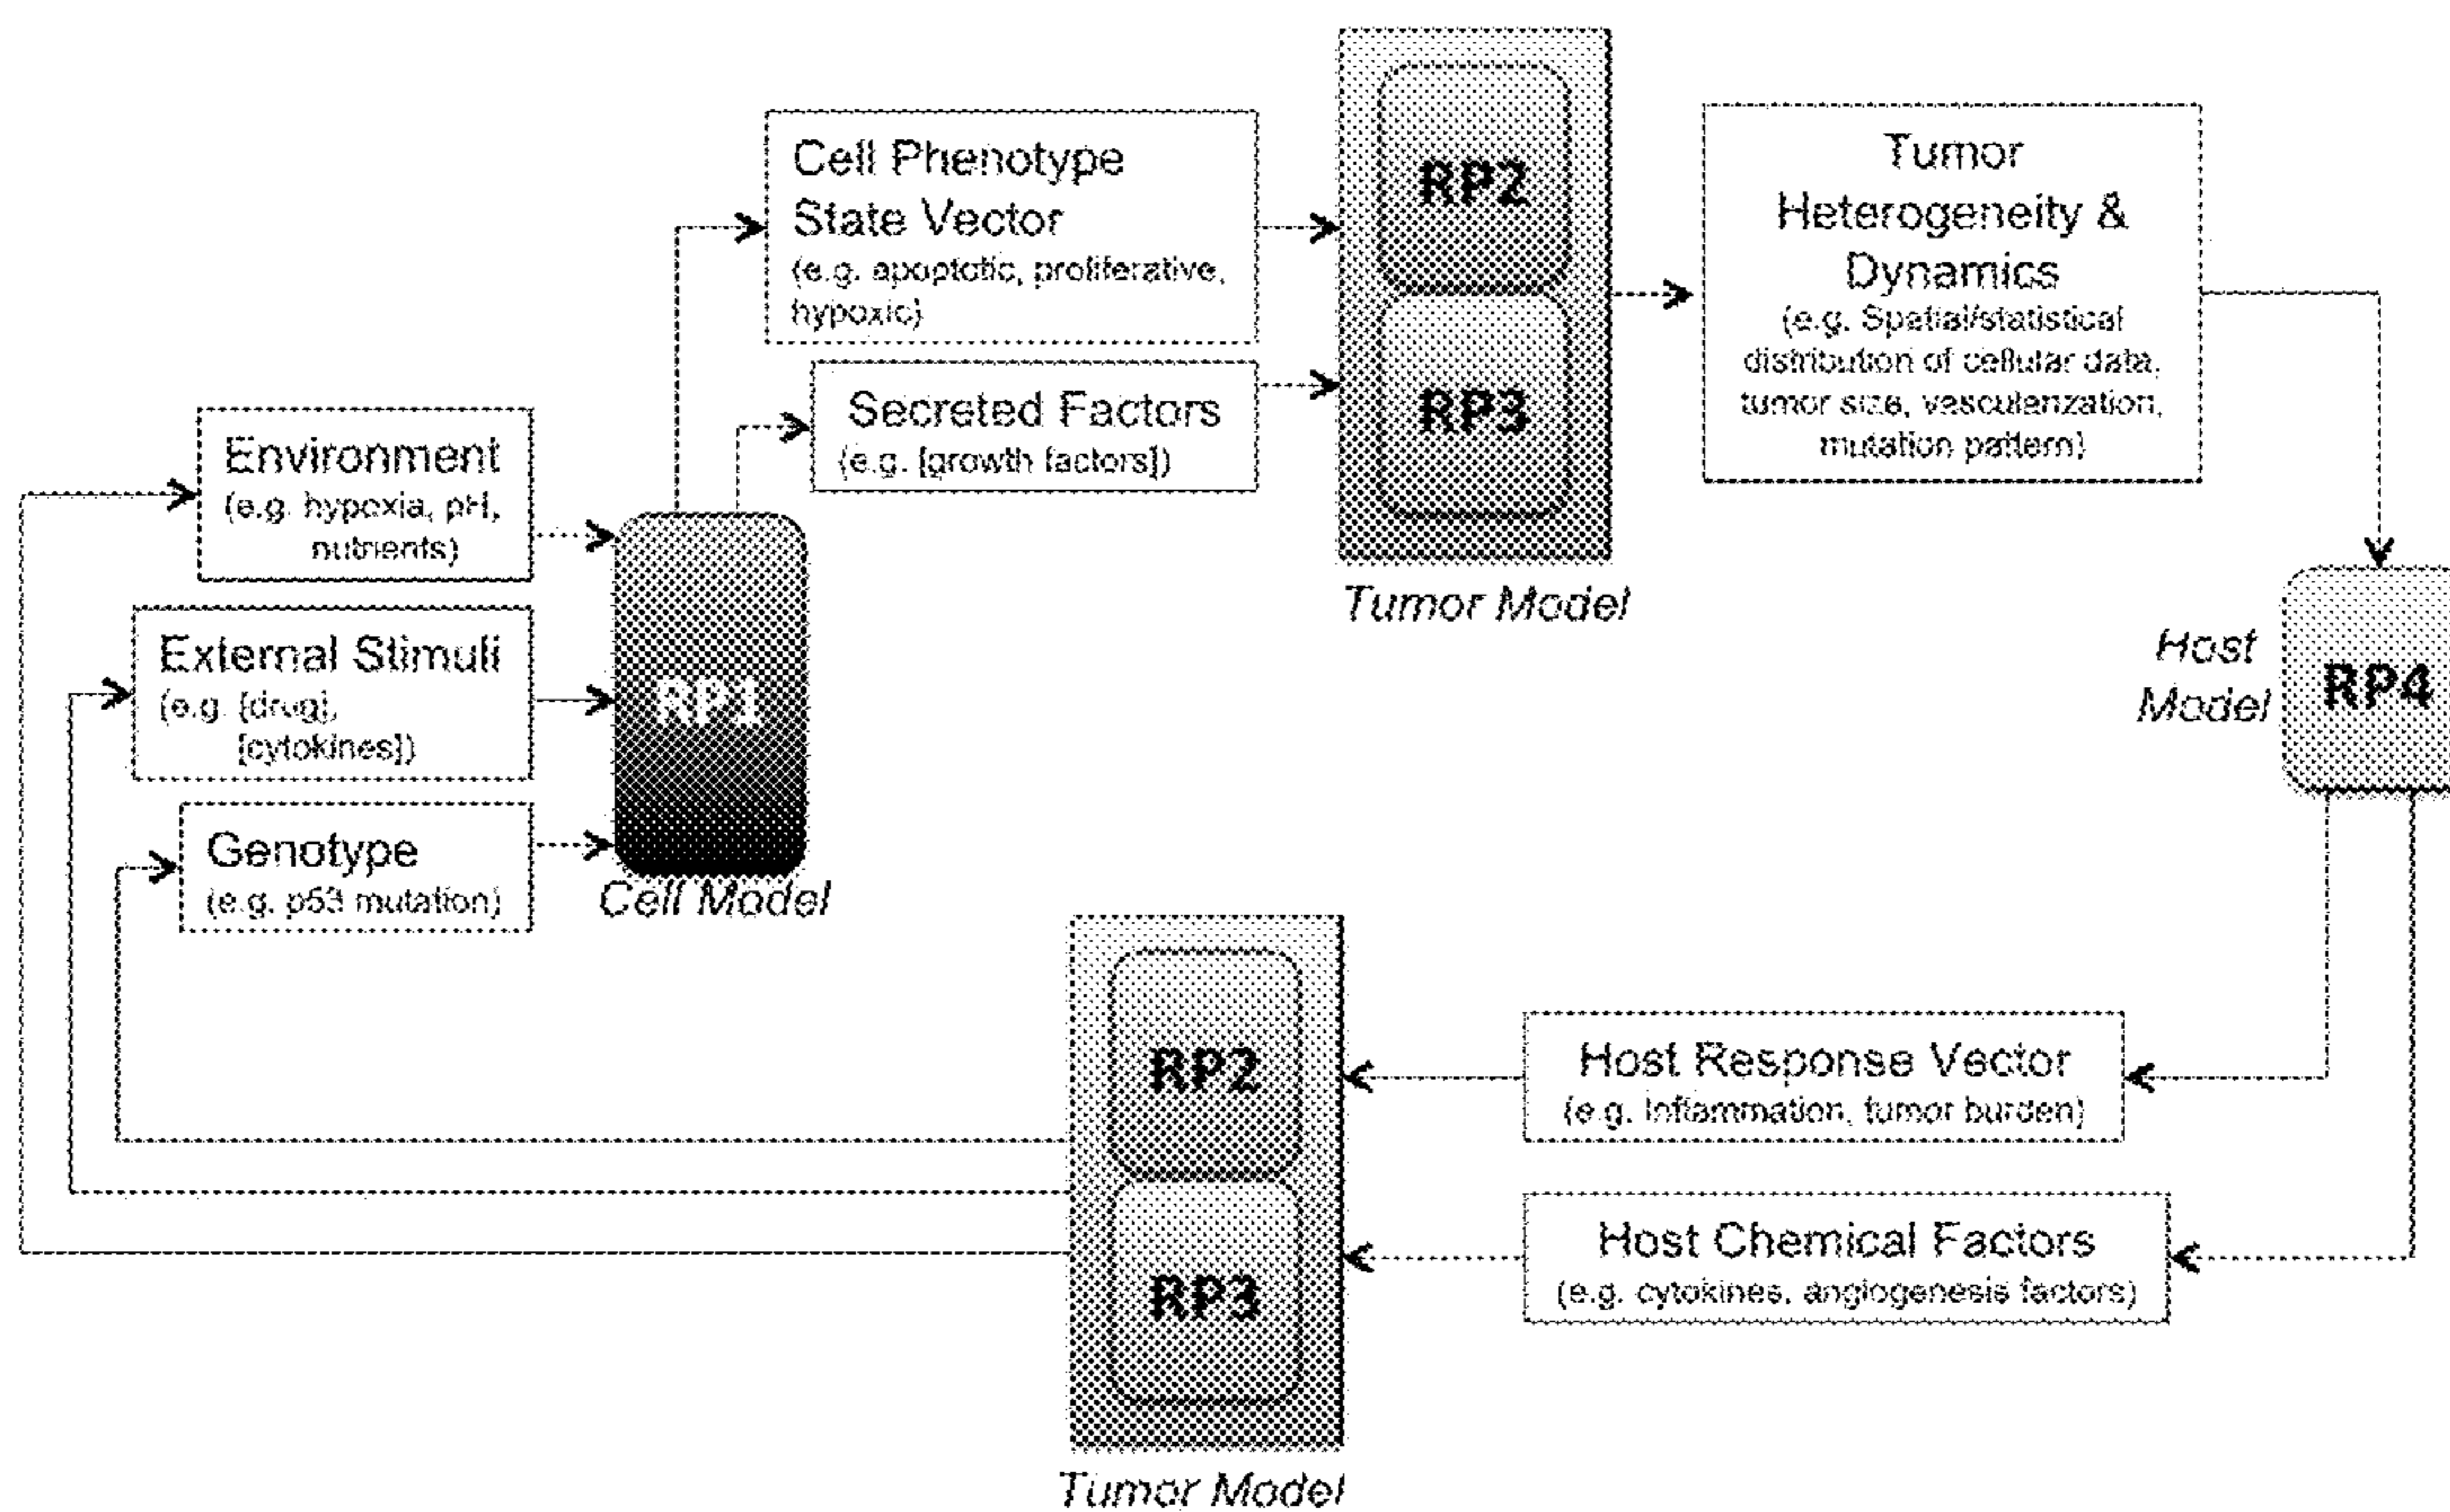 Cell Phenotype
State Vector
(e.g. apoptotic, proliferative,
hypoxic)
Secreted Factors
(e.g. [growth factors])
RP2
RP3
Tumor Model
Tumor
Heterogeneity &
Dynamics
(e.g. Spatial/statistical
distribution of cellular data,
tumor size, vascularization,
mutation pattern)
Environment
(e.g. hypoxia, pH,
nutrients)
External Stimuli
(e.g. [drug],
[cytokines])
Genotype
(e.g. p53 mutation)
RP1
Cell Model
Host
Model
RP4
RP2
RP3
Tumor Model
Host Response Vector
(e.g. Inflammation, tumor burden)
Host Chemical Factors
(e.g. cytokines, angiogenesis factors)